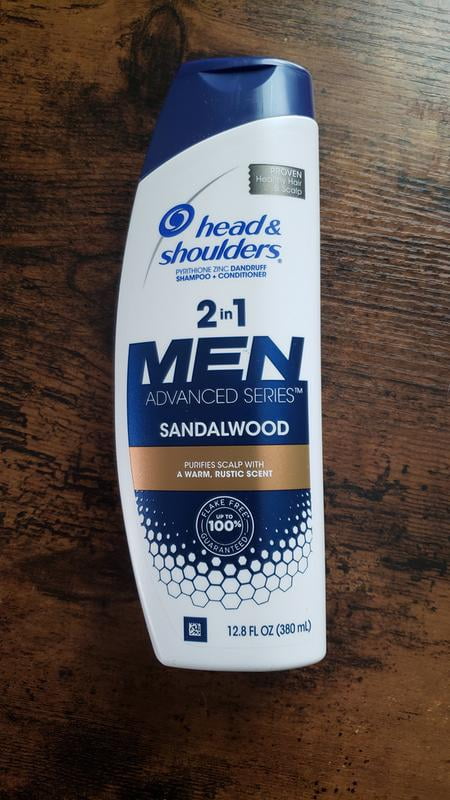 PROVEN
Healthy Hair
& Scalp
head &
shoulders®
PYRITHIONE ZINC DANDRUFF
SHAMPOO + CONDITIONER
2 in 1
MEN
ADVANCED SERIES™
SANDALWOOD
PURIFIES SCALP WITH
A WARM, RUSTIC SCENT
FLAKE FREE*
UP TO
100%
GUARANTEED
12.8 FL OZ (380 mL)